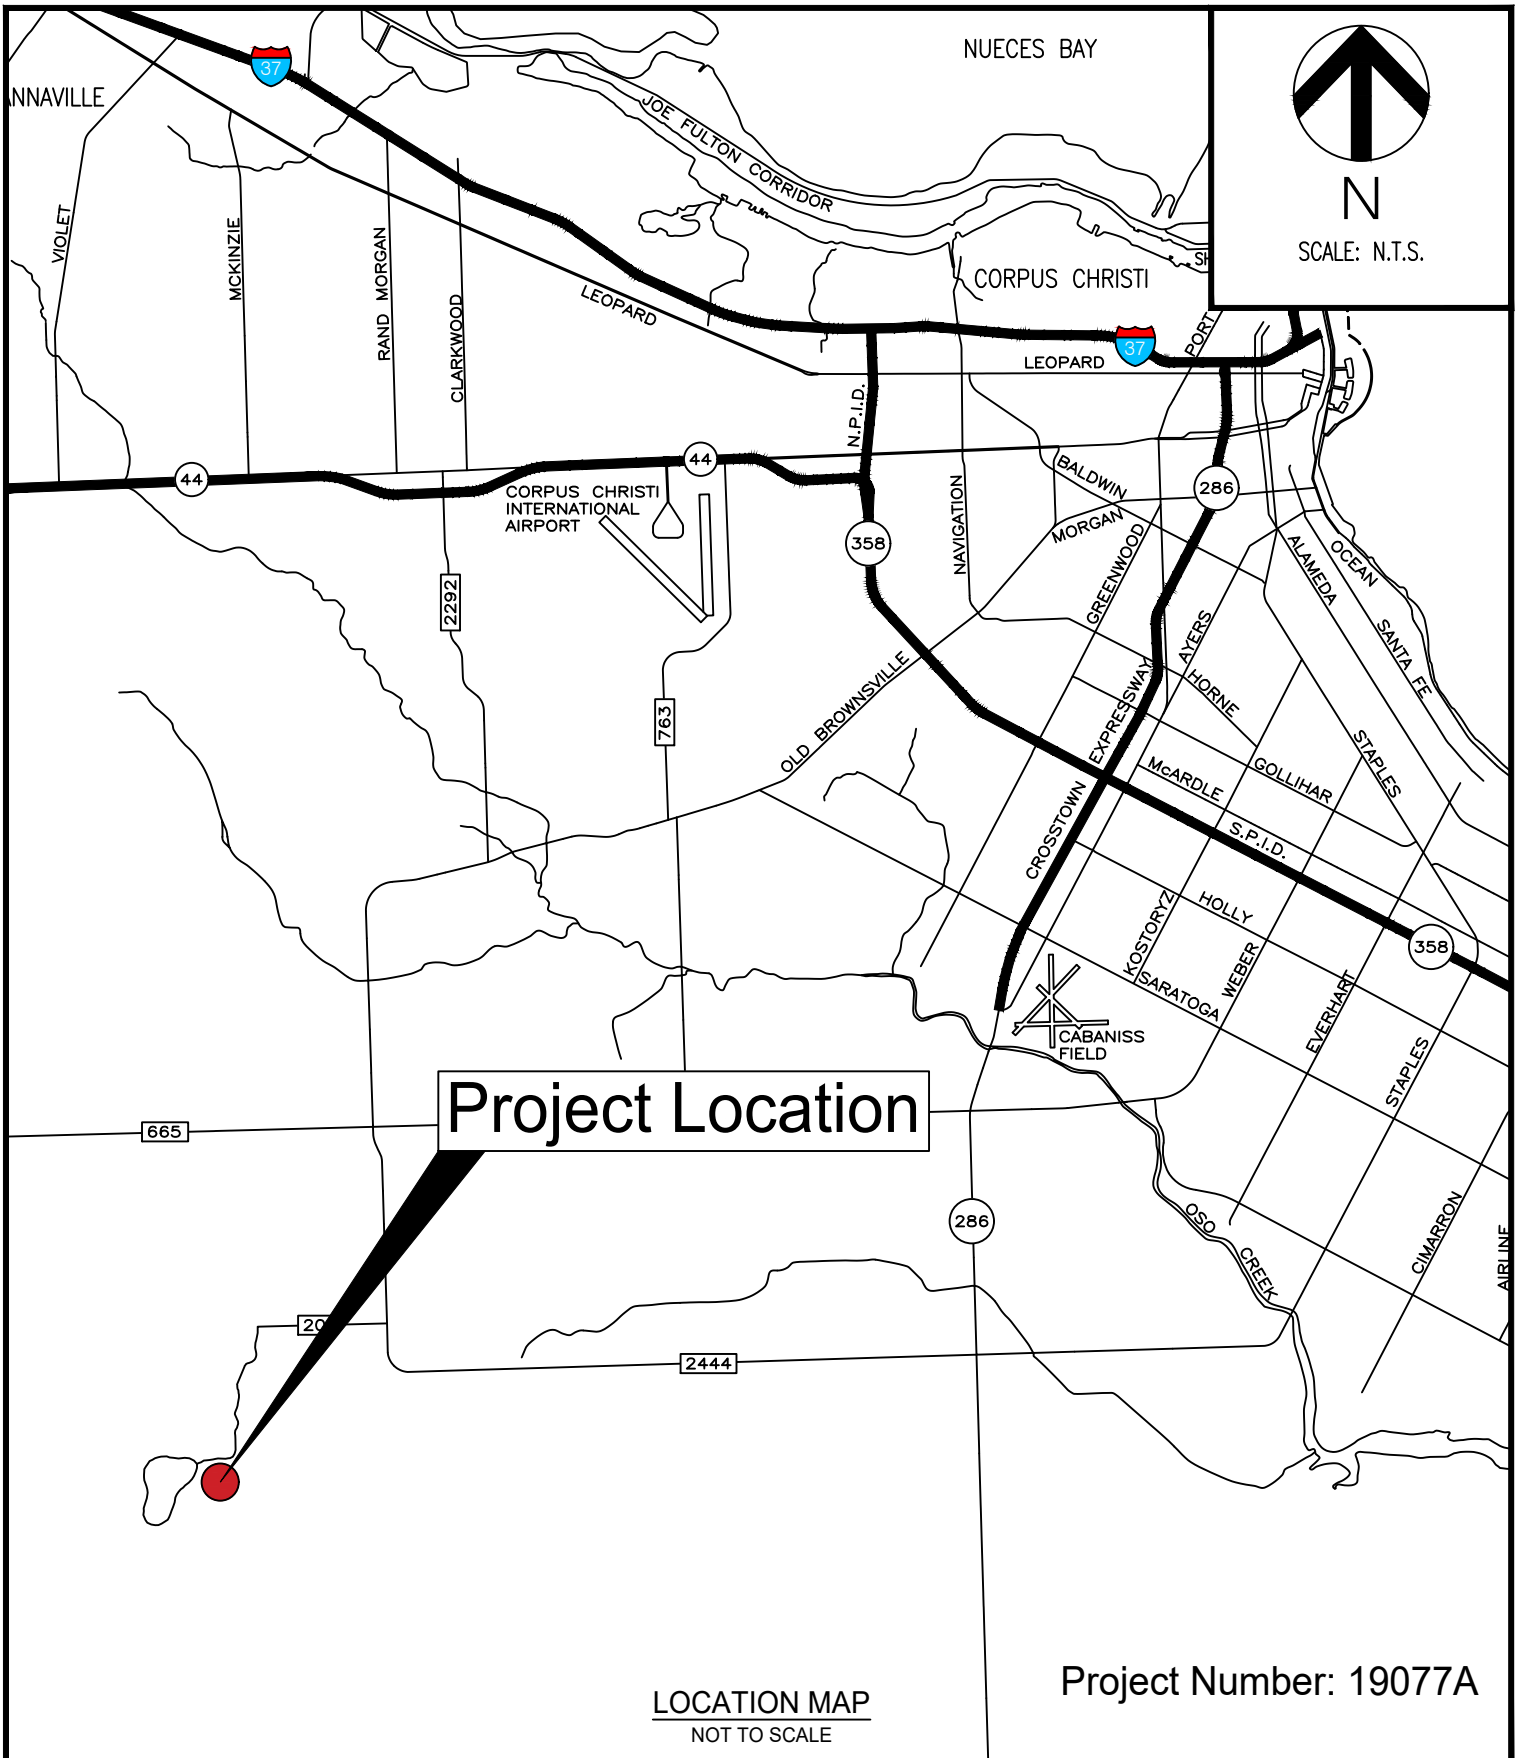 NUECES BAY
N
SCALE: N.T.S.
37
JOE FULTON CORRIDOR
VIOLET
MCKINZIE
RAND MORGAN
CLARKWOOD
LEOPARD
CORPUS CHRISTI
PORT
37
LEOPARD
N.P.I.D.
44
44
CORPUS CHRISTI
INTERNATIONAL
AIRPORT
NAVIGATION
BALDWIN
286
MORGAN
358
GREENWOOD
ALAMEDA
OCEAN
2292
SANTA FE
AYERS
763
OLD BROWNSVILLE
HORNE
CROSSTOWN EXPRESSWAY
STAPLES
GOLLIHAR
McARDLE
S.P.I.D.
HOLLY
KOSTORYZ
358
WEBER
SARATOGA
EVERHART
CABANISS
FIELD
STAPLES
Project Location
665
286
OSO CREEK
CIMARRON
AIRLINE
2444
Project Number: 19077A
LOCATION MAP
NOT TO SCALE